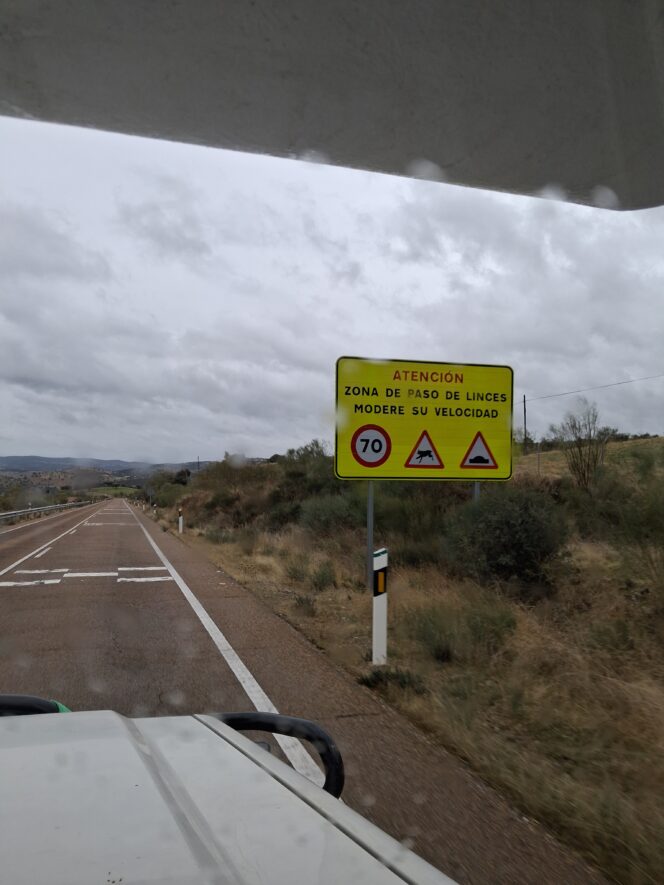 ATENCIÓN
ZONA DE PASO DE LINCES
MODERE SU VELOCIDAD
70